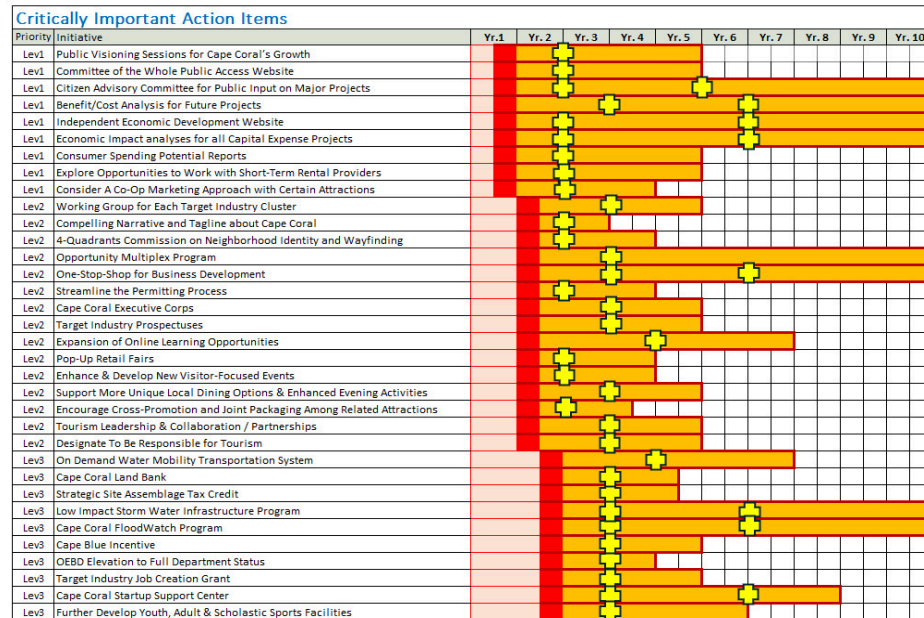 Critically Important Action Items
Priority Initiative Yr.1 Yr. 2 Yr. 3 Yr. 4 Yr. 5 Yr. 6 Yr. 7 Yr. 8 Yr. 9 Yr. 10
Lev1 Public Visioning Sessions for Cape Coral's Growth
Lev1 Committee of the Whole Public Access Website
Lev1 Citizen Advisory Committee for Public Input on Major Projects
Lev1 Benefit/Cost Analysis for Future Projects
Lev1 Independent Economic Development Website
Lev1 Economic Impact analyses for all Capital Expense Projects
Lev1 Consumer Spending Potential Reports
Lev1 Explore Opportunities to Work with Short-Term Rental Providers
Lev1 Consider A Co-Op Marketing Approach with Certain Attractions
Lev2 Working Group for Each Target Industry Cluster
Lev2 Compelling Narrative and Tagline about Cape Coral
Lev2 4-Quadrants Commission on Neighborhood Identity and Wayfinding
Lev2 Opportunity Multiplex Program
Lev2 One-Stop-Shop for Business Development
Lev2 Streamline the Permitting Process
Lev2 Cape Coral Executive Corps
Lev2 Target Industry Prospectuses
Lev2 Expansion of Online Learning Opportunities
Lev2 Pop-Up Retail Fairs
Lev2 Enhance & Develop New Visitor-Focused Events
Lev2 Support More Unique Local Dining Options & Enhanced Evening Activities
Lev2 Encourage Cross-Promotion and Joint Packaging Among Related Attractions
Lev2 Tourism Leadership & Collaboration / Partnerships
Lev2 Designate To Be Responsible for Tourism
Lev3 On Demand Water Mobility Transportation System
Lev3 Cape Coral Land Bank
Lev3 Strategic Site Assemblage Tax Credit
Lev3 Low Impact Storm Water Infrastructure Program
Lev3 Cape Coral FloodWatch Program
Lev3 Cape Blue Incentive
Lev3 OEBD Elevation to Full Department Status
Lev3 Target Industry Job Creation Grant
Lev3 Cape Coral Startup Support Center
Lev3 Further Develop Youth, Adult & Scholastic Sports Facilities